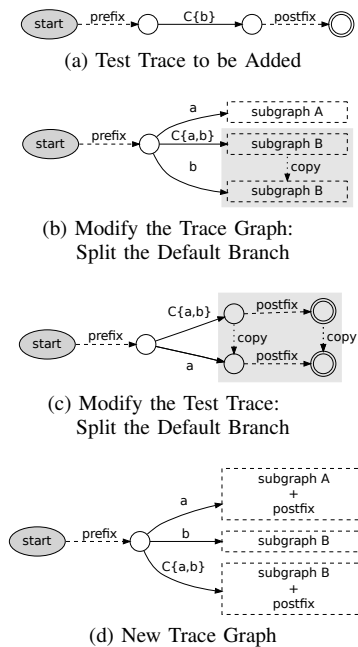 start
prefix
C{b}
postfix
(a) Test Trace to be Added
a
subgraph A
start
prefix
C{a,b}
subgraph B
copy
b
subgraph B
(b) Modify the Trace Graph:
Split the Default Branch
postfix
C{a,b}
start
prefix
copy
copy
a
postfix
(c) Modify the Test Trace:
Split the Default Branch
subgraph A
+
postfix
a
start
prefix
b
subgraph B
C{a,b}
subgraph B
+
postfix
(d) New Trace Graph